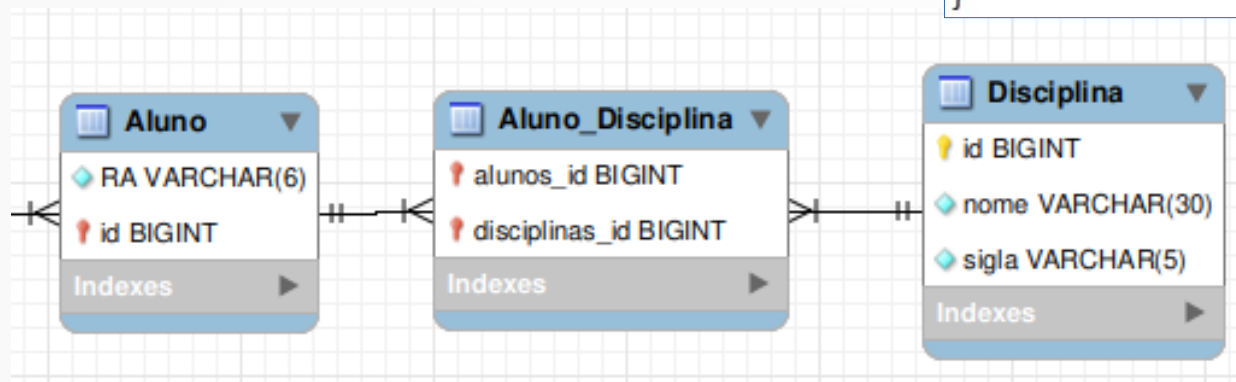 Aluno
RA VARCHAR(6)
id BIGINT
Indexes
Aluno_Disciplina
alunos_id BIGINT
disciplinas_id BIGINT
Indexes
Disciplina
id BIGINT
nome VARCHAR(30)
sigla VARCHAR(5)
Indexes